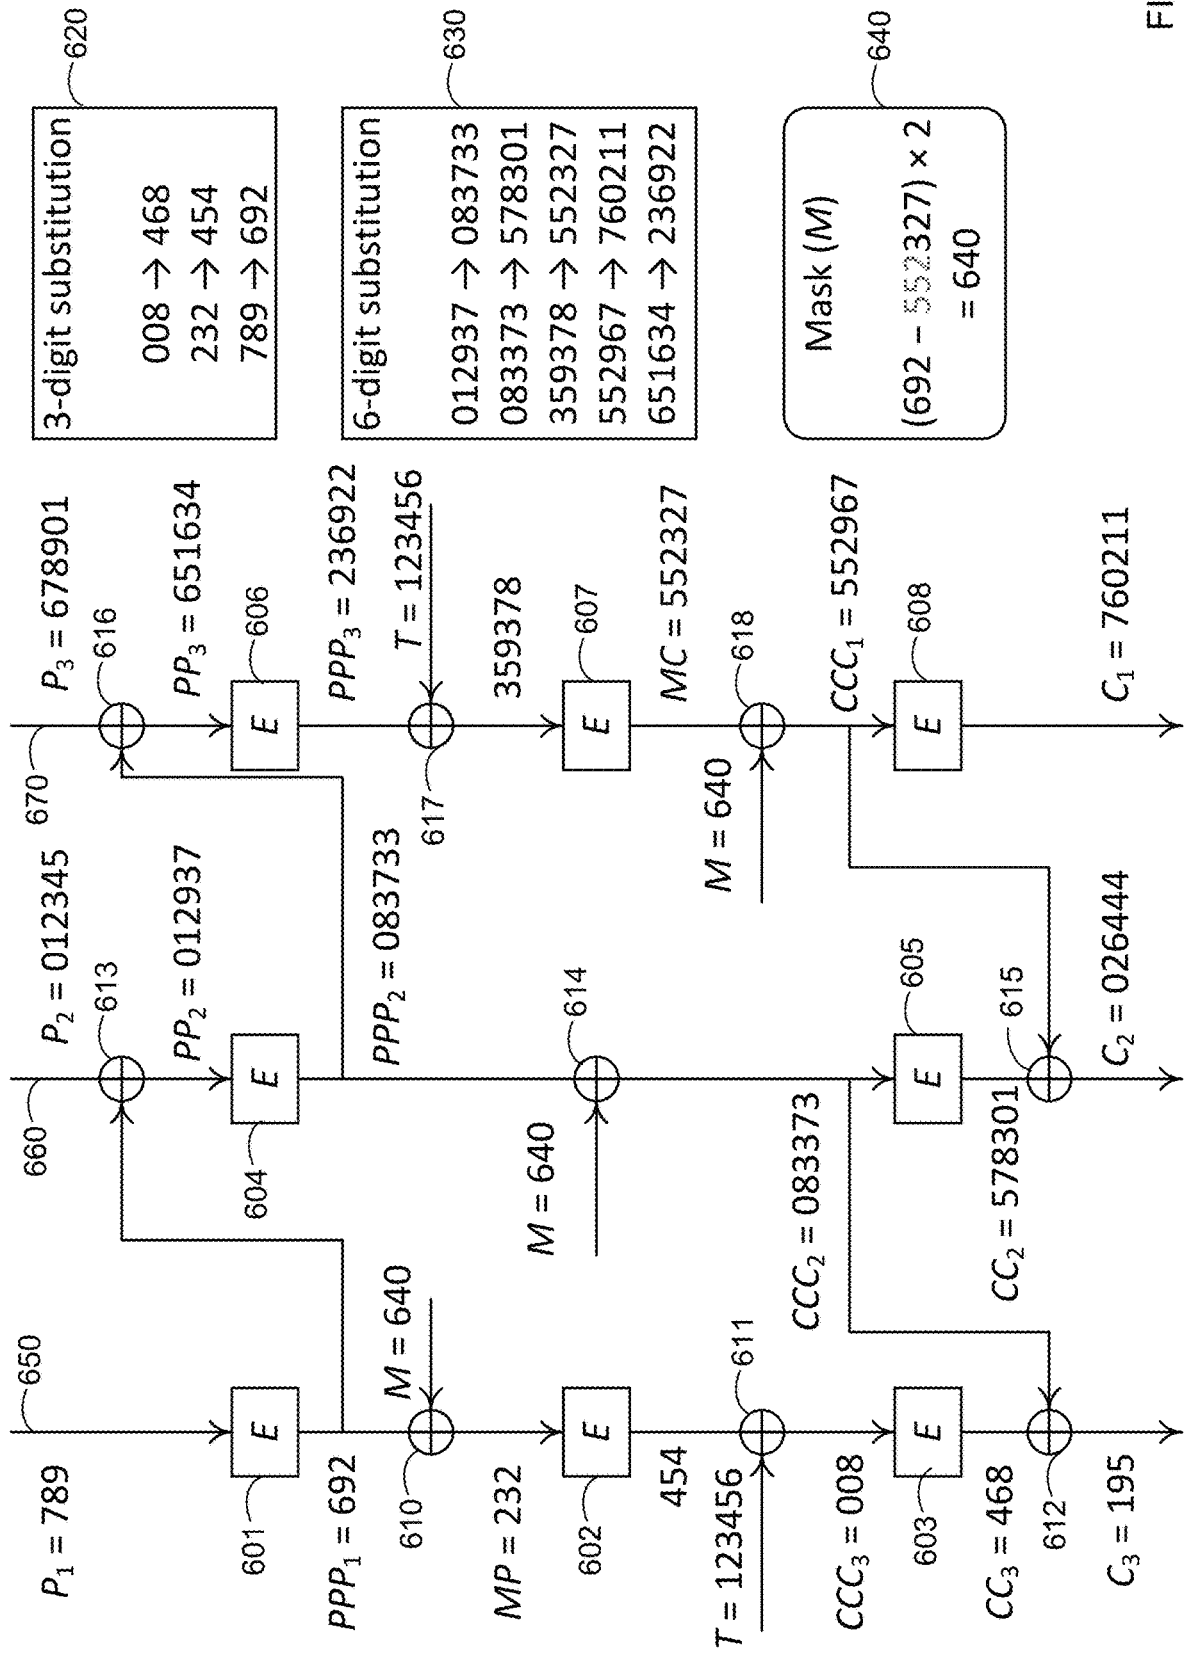 P₁ = 789
650
601
E
PPP₁ = 692
M = 640
610
MP = 232
602
E
454
T = 123456
611
CCC₃ = 008
603
E
CC₃ = 468
612
C₃ = 195
660
P₂ = 012345
613
PP₂ = 012937
604
E
PPP₂ = 083733
M = 640
614
CCC₂ = 083373
605
E
CC₂ = 578301
615
C₂ = 026444
670
P₃ = 678901
616
PP₃ = 651634
606
E
PPP₃ = 236922
T = 123456
617
359378
607
E
MC = 552327
M = 640
618
CCC₁ = 552967
608
E
C₁ = 760211
620
3-digit substitution
008 → 468
232 → 454
789 → 692
630
6-digit substitution
012937 → 083733
083373 → 578301
359378 → 552327
552967 → 760211
651634 → 236922
640
Mask (M)
(692 − 552327) × 2
= 640